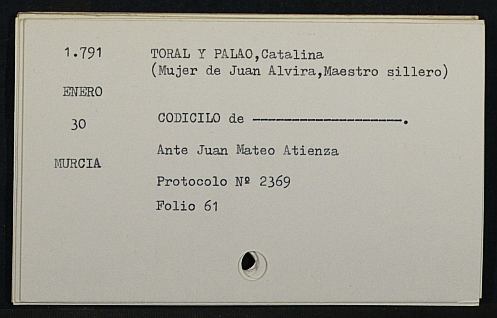 1.791 TORAL Y PALAO,Catalina
(Mujer de Juan Alvira,Maestro sillero)
ENERO
30 CODICILO de -------------------.
Ante Juan Mateo Atienza
MURCIA
Protocolo Nº 2369
Folio 61